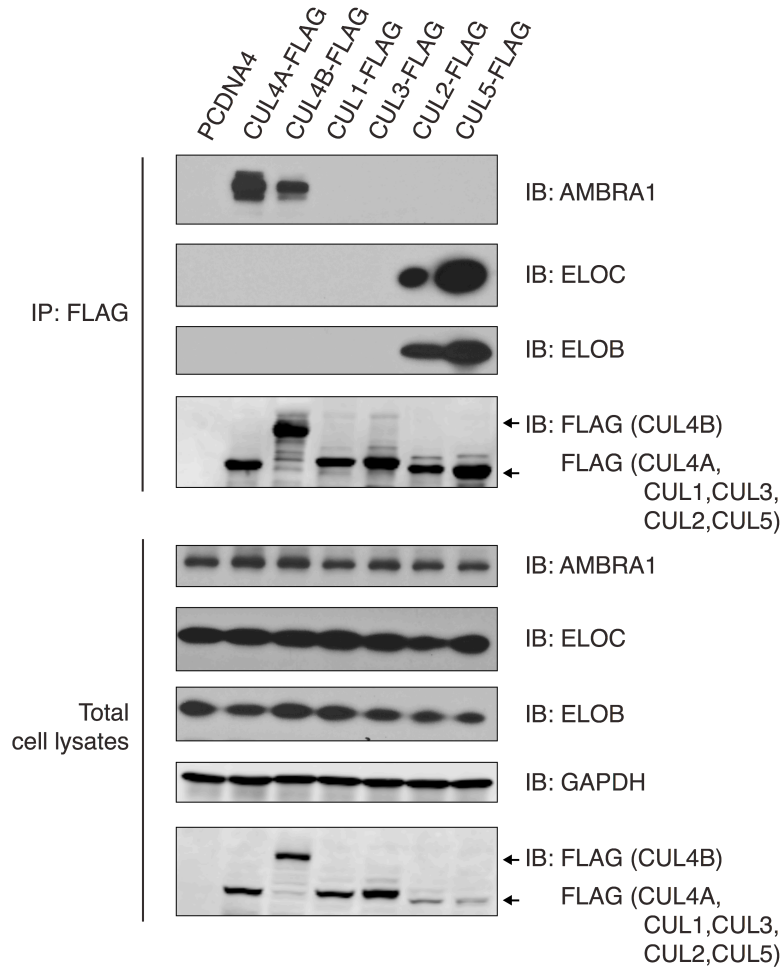 PCDNA4
CUL4A-FLAG
CUL4B-FLAG
CUL1-FLAG
CUL3-FLAG
CUL2-FLAG
CUL5-FLAG
IP: FLAG
IB: AMBRA1
IB: ELOC
IB: ELOB
IB: FLAG (CUL4B)
FLAG (CUL4A,
CUL1,CUL3,
CUL2,CUL5)
Total
cell lysates
IB: AMBRA1
IB: ELOC
IB: ELOB
IB: GAPDH
IB: FLAG (CUL4B)
FLAG (CUL4A,
CUL1,CUL3,
CUL2,CUL5)